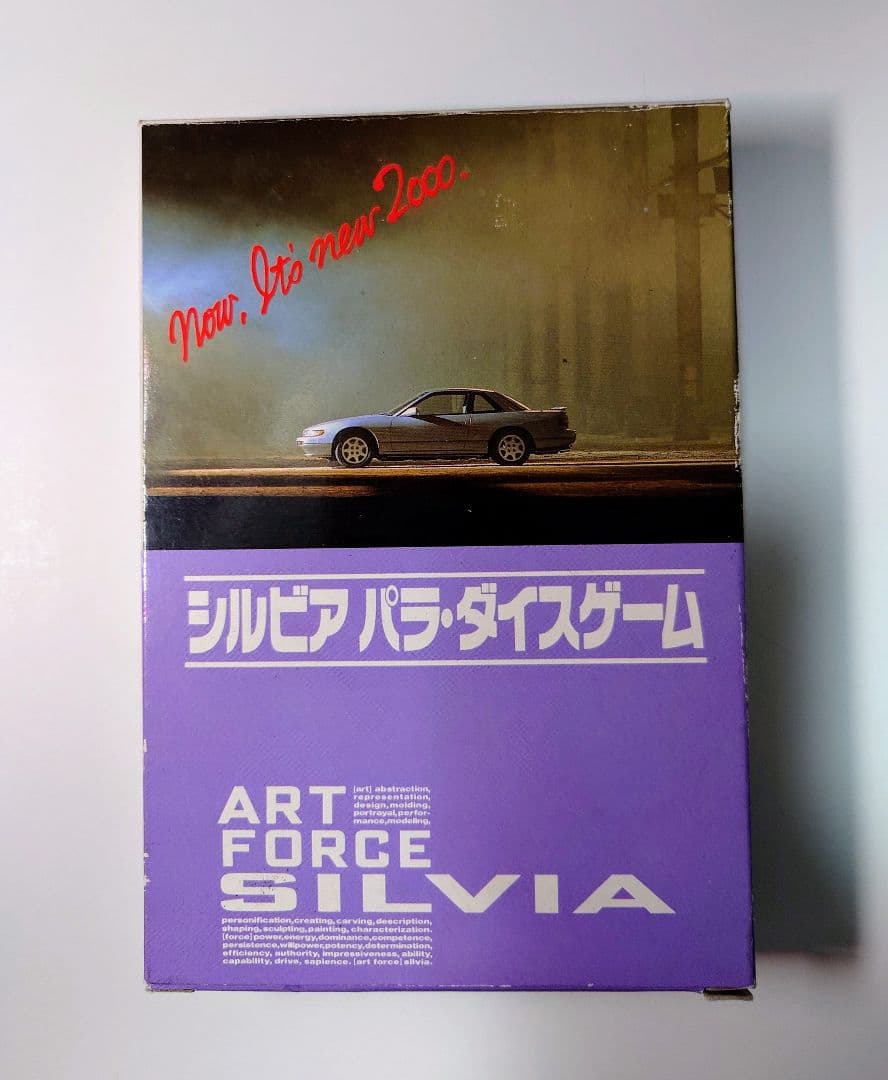 Now, It's new 2000.
シルビア パラ・ダイスゲーム
ART
[art] abstraction,
representation,
design, molding,
portrayal, perfor-
mance, modeling,
FORCE
SILVIA
personification, creating, carving, description,
shaping, sculpting, painting, characterization.
[force] power, energy, dominance, competence,
persistence, willpower, potency, determination,
efficiency, authority, impressiveness, ability,
capability, drive, sapience. [art force] silvia.